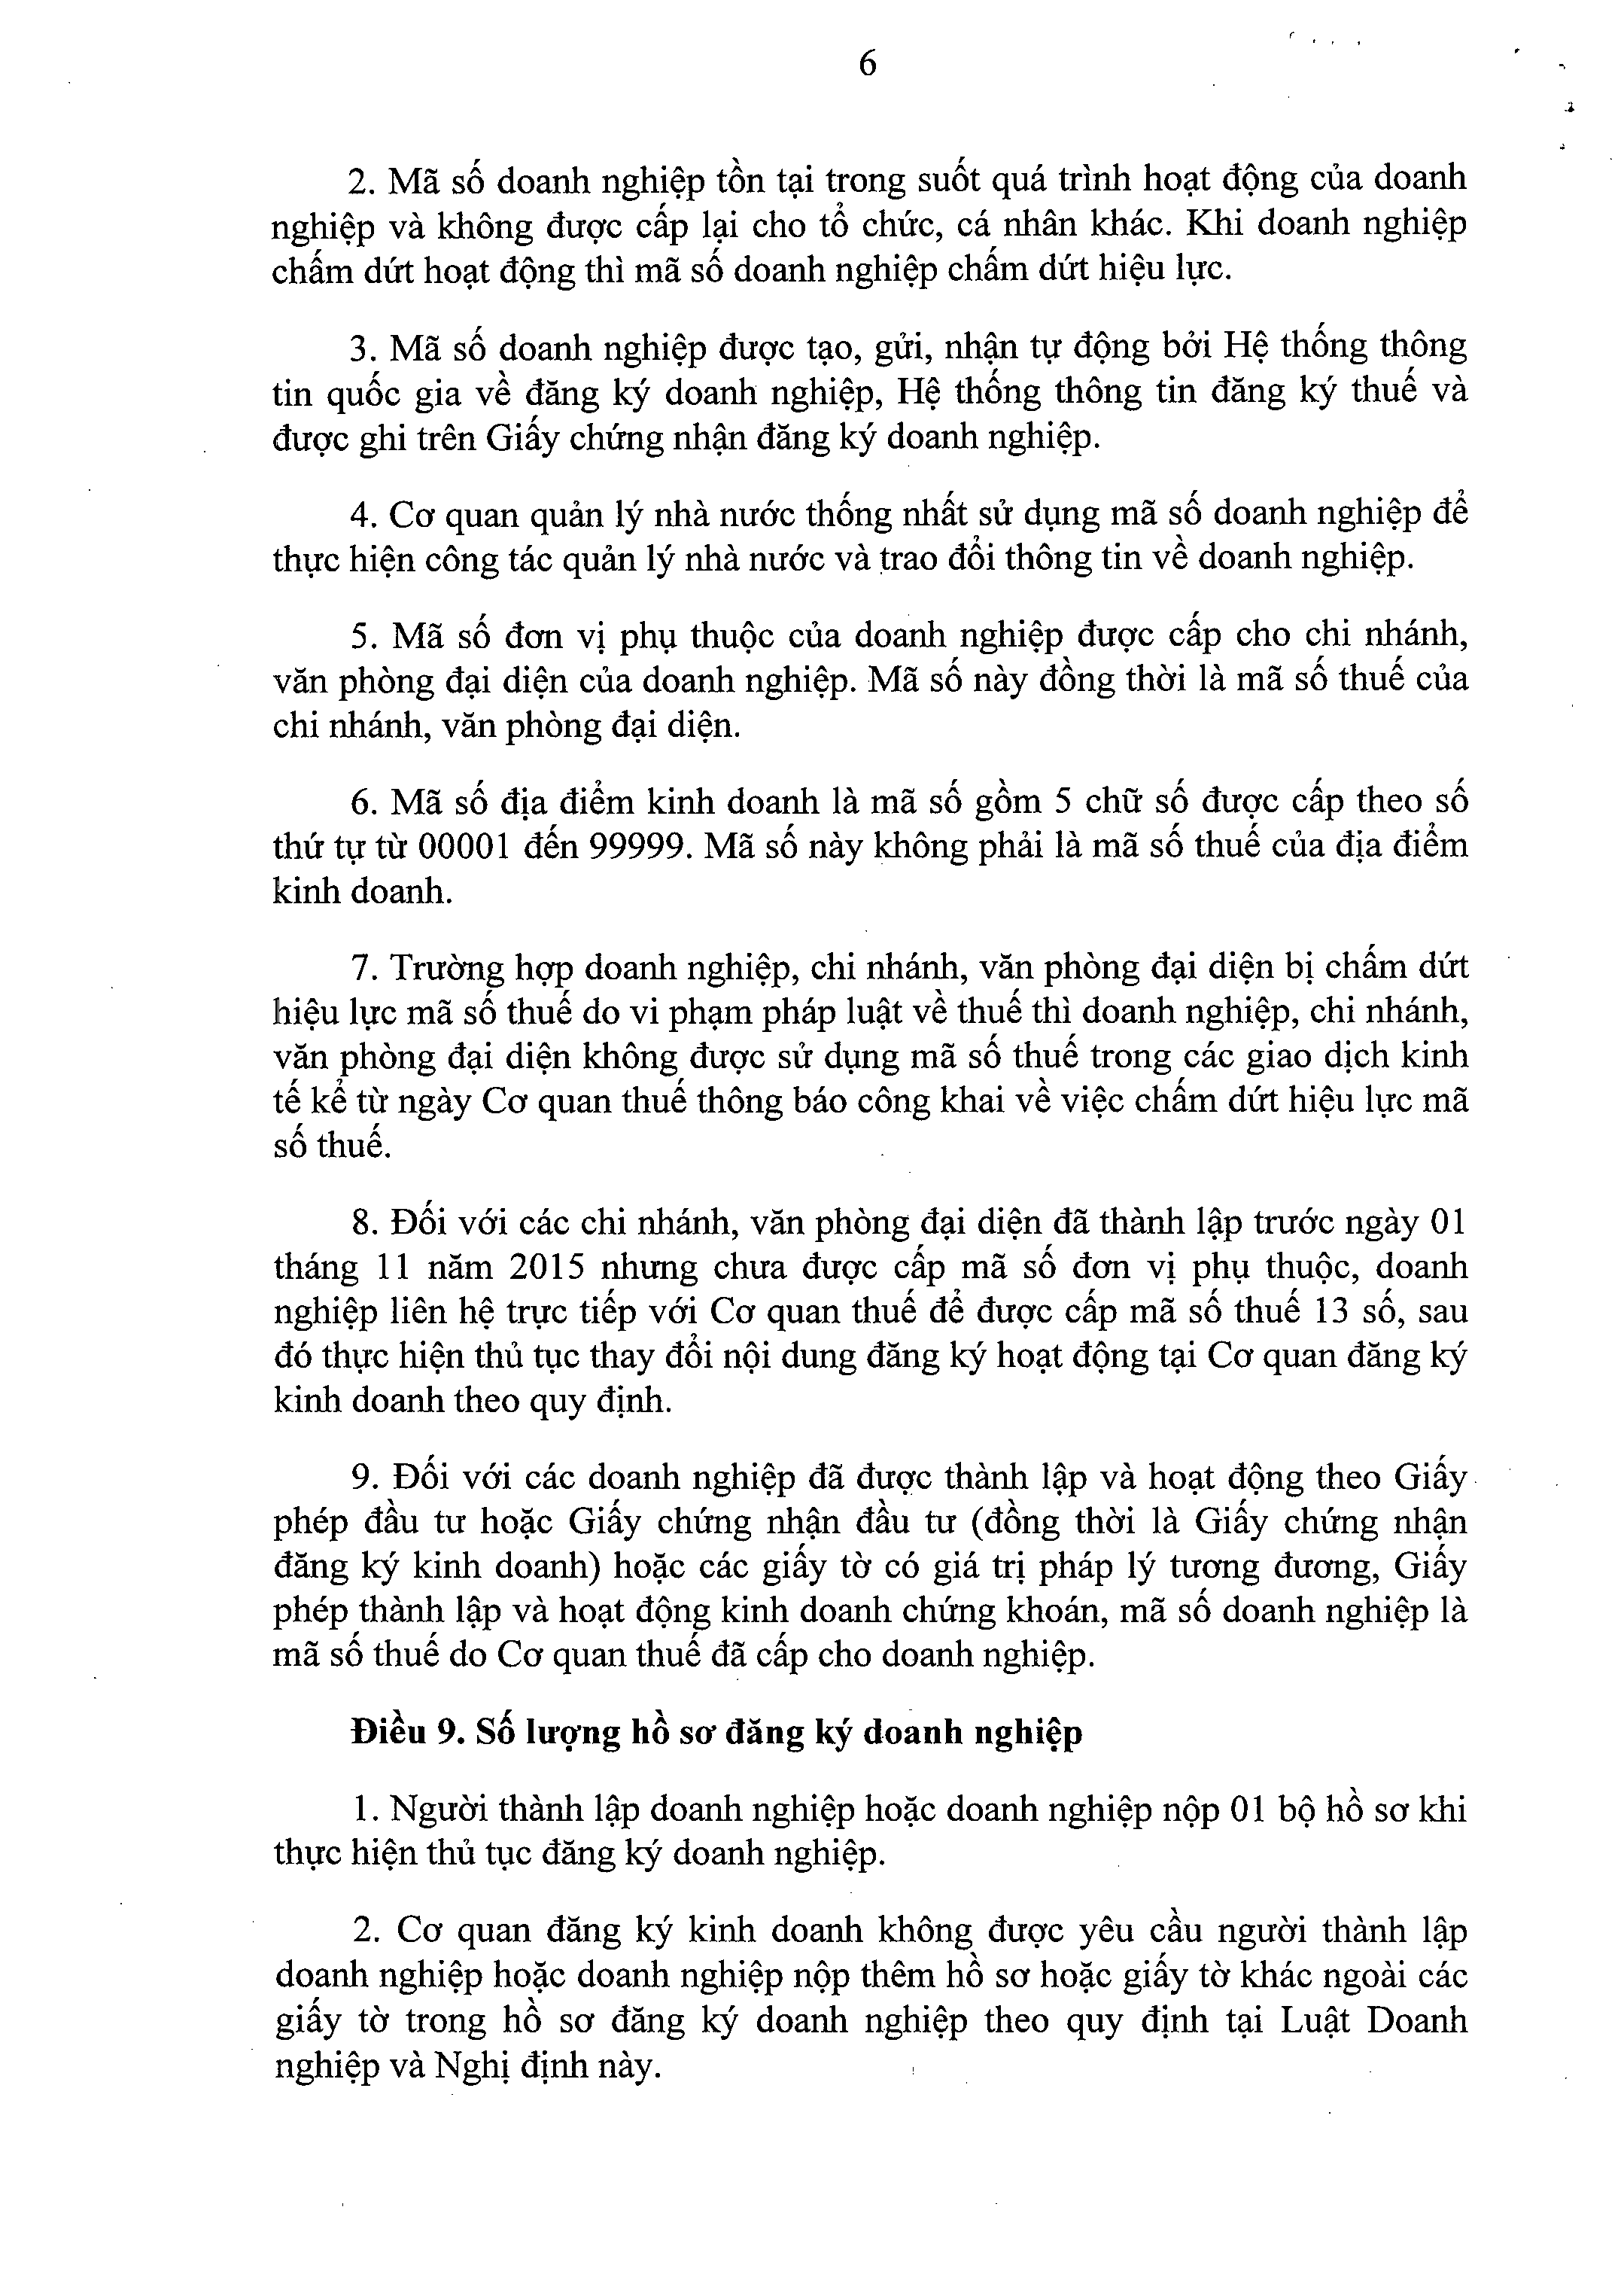 6
2. Mã số doanh nghiệp tồn tại trong suốt quá trình hoạt động của doanh
nghiệp và không được cấp lại cho tổ chức, cá nhân khác. Khi doanh nghiệp
chấm dứt hoạt động thì mã số doanh nghiệp chấm dứt hiệu lực.
3. Mã số doanh nghiệp được tạo, gửi, nhận tự động bởi Hệ thống thông
tin quốc gia về đăng ký doanh nghiệp, Hệ thống thông tin đăng ký thuế và
được ghi trên Giấy chứng nhận đăng ký doanh nghiệp.
4. Cơ quan quản lý nhà nước thống nhất sử dụng mã số doanh nghiệp để
thực hiện công tác quản lý nhà nước và trao đổi thông tin về doanh nghiệp.
5. Mã số đơn vị phụ thuộc của doanh nghiệp được cấp cho chi nhánh,
văn phòng đại diện của doanh nghiệp. Mã số này đồng thời là mã số thuế của
chi nhánh, văn phòng đại diện.
6. Mã số địa điểm kinh doanh là mã số gồm 5 chữ số được cấp theo số
thứ tự từ 00001 đến 99999. Mã số này không phải là mã số thuế của địa điểm
kinh doanh.
7. Trường hợp doanh nghiệp, chi nhánh, văn phòng đại diện bị chấm dứt
hiệu lực mã số thuế do vi phạm pháp luật về thuế thì doanh nghiệp, chi nhánh,
văn phòng đại diện không được sử dụng mã số thuế trong các giao dịch kinh
tế kể từ ngày Cơ quan thuế thông báo công khai về việc chấm dứt hiệu lực mã
số thuế.
8. Đối với các chi nhánh, văn phòng đại diện đã thành lập trước ngày 01
tháng 11 năm 2015 nhưng chưa được cấp mã số đơn vị phụ thuộc, doanh
nghiệp liên hệ trực tiếp với Cơ quan thuế để được cấp mã số thuế 13 số, sau
đó thực hiện thủ tục thay đổi nội dung đăng ký hoạt động tại Cơ quan đăng ký
kinh doanh theo quy định.
9. Đối với các doanh nghiệp đã được thành lập và hoạt động theo Giấy
phép đầu tư hoặc Giấy chứng nhận đầu tư (đồng thời là Giấy chứng nhận
đăng ký kinh doanh) hoặc các giấy tờ có giá trị pháp lý tương đương, Giấy
phép thành lập và hoạt động kinh doanh chứng khoán, mã số doanh nghiệp là
mã số thuế do Cơ quan thuế đã cấp cho doanh nghiệp.
Điều 9. Số lượng hồ sơ đăng ký doanh nghiệp
1. Người thành lập doanh nghiệp hoặc doanh nghiệp nộp 01 bộ hồ sơ khi
thực hiện thủ tục đăng ký doanh nghiệp.
2. Cơ quan đăng ký kinh doanh không được yêu cầu người thành lập
doanh nghiệp hoặc doanh nghiệp nộp thêm hồ sơ hoặc giấy tờ khác ngoài các
giấy tờ trong hồ sơ đăng ký doanh nghiệp theo quy định tại Luật Doanh
nghiệp và Nghị định này.